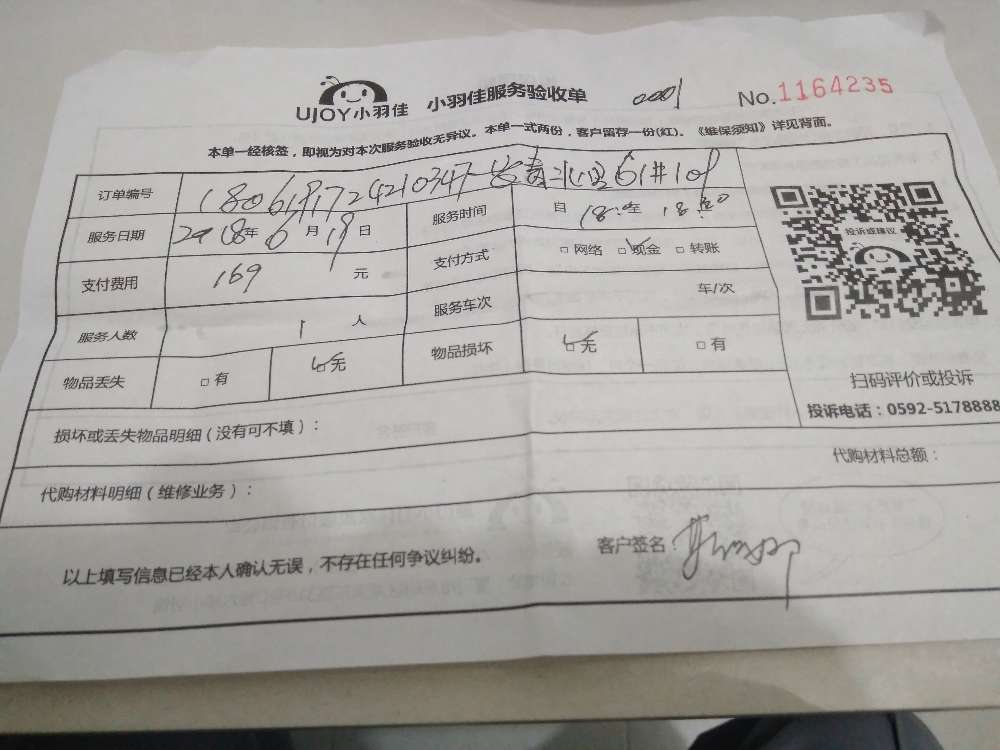 UJOY小羽佳 小羽佳服务验收单 0001 No.1164235
本单一经核签，即视为对本次服务验收无异议。本单一式两份，客户留存一份(红)、《维保须知》详见背面。
订单编号 61#
服务日期 2018年6月19日 服务时间 自 18: 至 18:
支付费用 169 元 支付方式 □网络 □现金 □转账
服务人数 1 人 服务车次 车/次
物品丢失 □有 □无 物品损坏 □无 □有
投诉或建议
扫码评价或投诉
投诉电话：0592-5178888
损坏或丢失物品明细（没有可不填）：
代购材料明细（维修业务）： 代购材料总额：
以上填写信息已经本人确认无误，不存在任何争议纠纷。 客户签名：